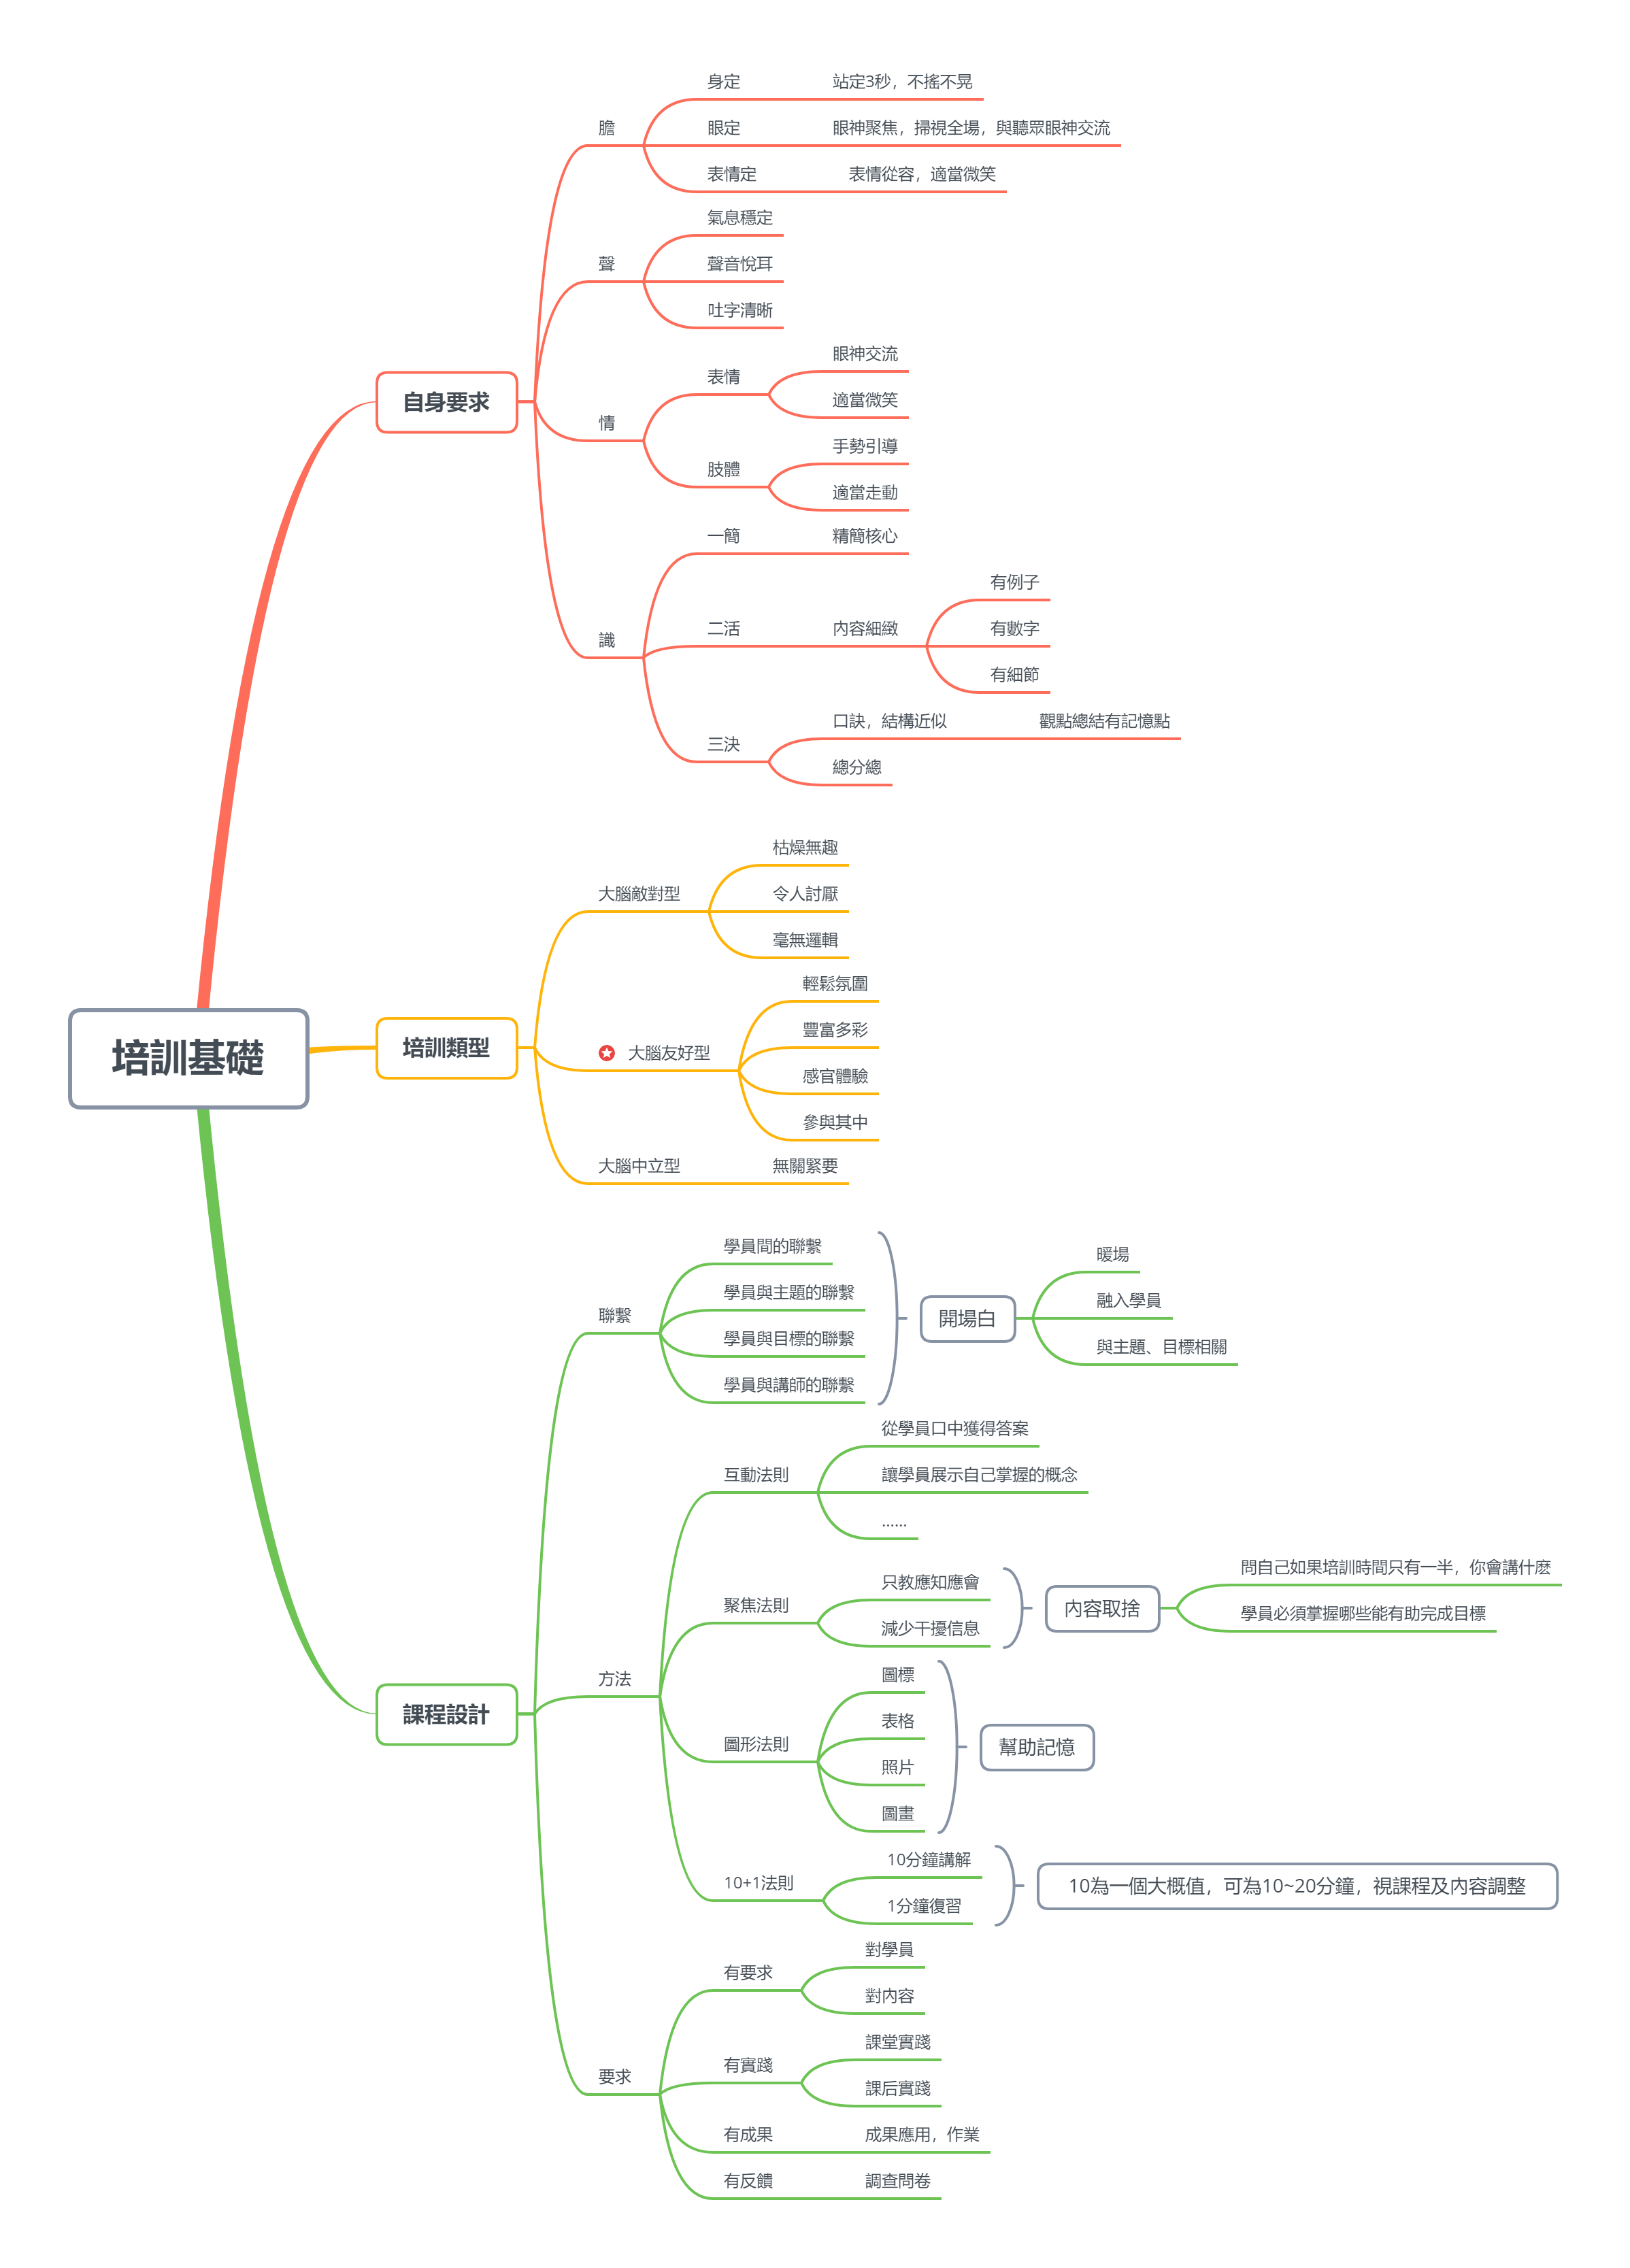 培訓基礎
自身要求
膽
身定
站定3秒，不搖不晃
眼定
眼神聚焦，掃視全場，與聽眾眼神交流
表情定
表情從容，適當微笑
聲
氣息穩定
聲音悅耳
吐字清晰
情
表情
眼神交流
適當微笑
肢體
手勢引導
適當走動
識
一簡
精簡核心
二活
內容細緻
有例子
有數字
有細節
三決
口訣，結構近似
觀點總結有記憶點
總分總
培訓類型
大腦敵對型
枯燥無趣
令人討厭
毫無邏輯
大腦友好型
輕鬆氛圍
豐富多彩
感官體驗
參與其中
大腦中立型
無關緊要
課程設計
聯繫
學員間的聯繫
學員與主題的聯繫
學員與目標的聯繫
學員與講師的聯繫
開場白
暖場
融入學員
與主題、目標相關
方法
互動法則
從學員口中獲得答案
讓學員展示自己掌握的概念
……
聚焦法則
只教應知應會
減少干擾信息
內容取捨
問自己如果培訓時間只有一半，你會講什麽
學員必須掌握哪些能有助完成目標
圖形法則
圖標
表格
照片
圖畫
幫助記憶
10+1法則
10分鐘講解
1分鐘復習
10為一個大概值，可為10~20分鐘，視課程及內容調整
要求
有要求
對學員
對內容
有實踐
課堂實踐
課后實踐
有成果
成果應用，作業
有反饋
調查問卷